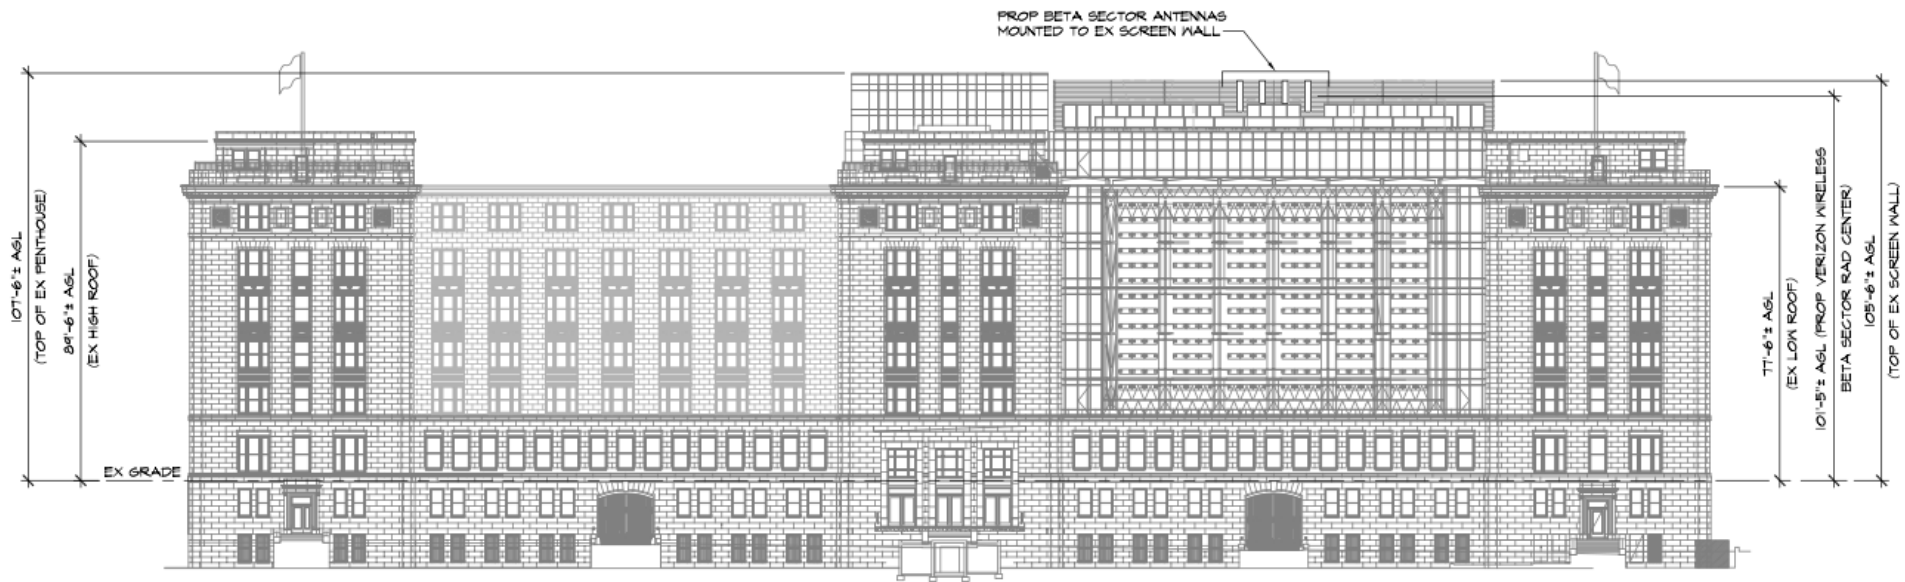 PROP BETA SECTOR ANTENNAS
MOUNTED TO EX SCREEN WALL
107'-6"± AGL
(TOP OF EX PENTHOUSE)
89'-6"± AGL
(EX HIGH ROOF)
EX GRADE
77'-6"± AGL
(EX LOW ROOF)
101'-5"± AGL (PROP VERIZON WIRELESS
BETA SECTOR RAD CENTER)
105'-6"± AGL
(TOP OF EX SCREEN WALL)